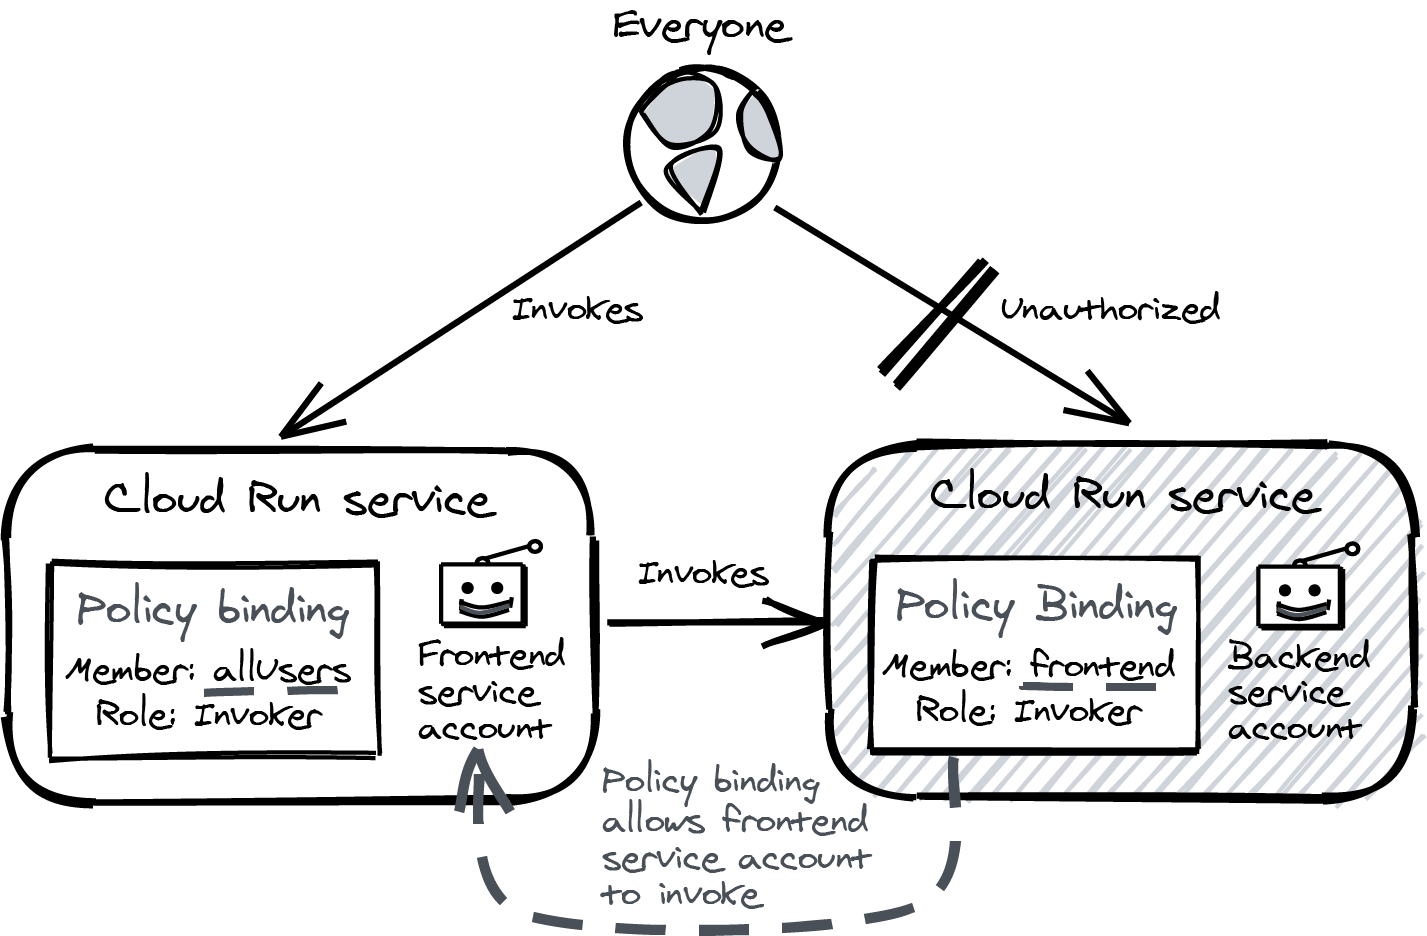 Everyone
Invokes
Unauthorized
Cloud Run service
Policy binding
Member: allUsers
Role: Invoker
Frontend
service
account
Invokes
Cloud Run service
Policy Binding
Member: frontend
Role: Invoker
Backend
service
account
Policy binding
allows frontend
service account
to invoke